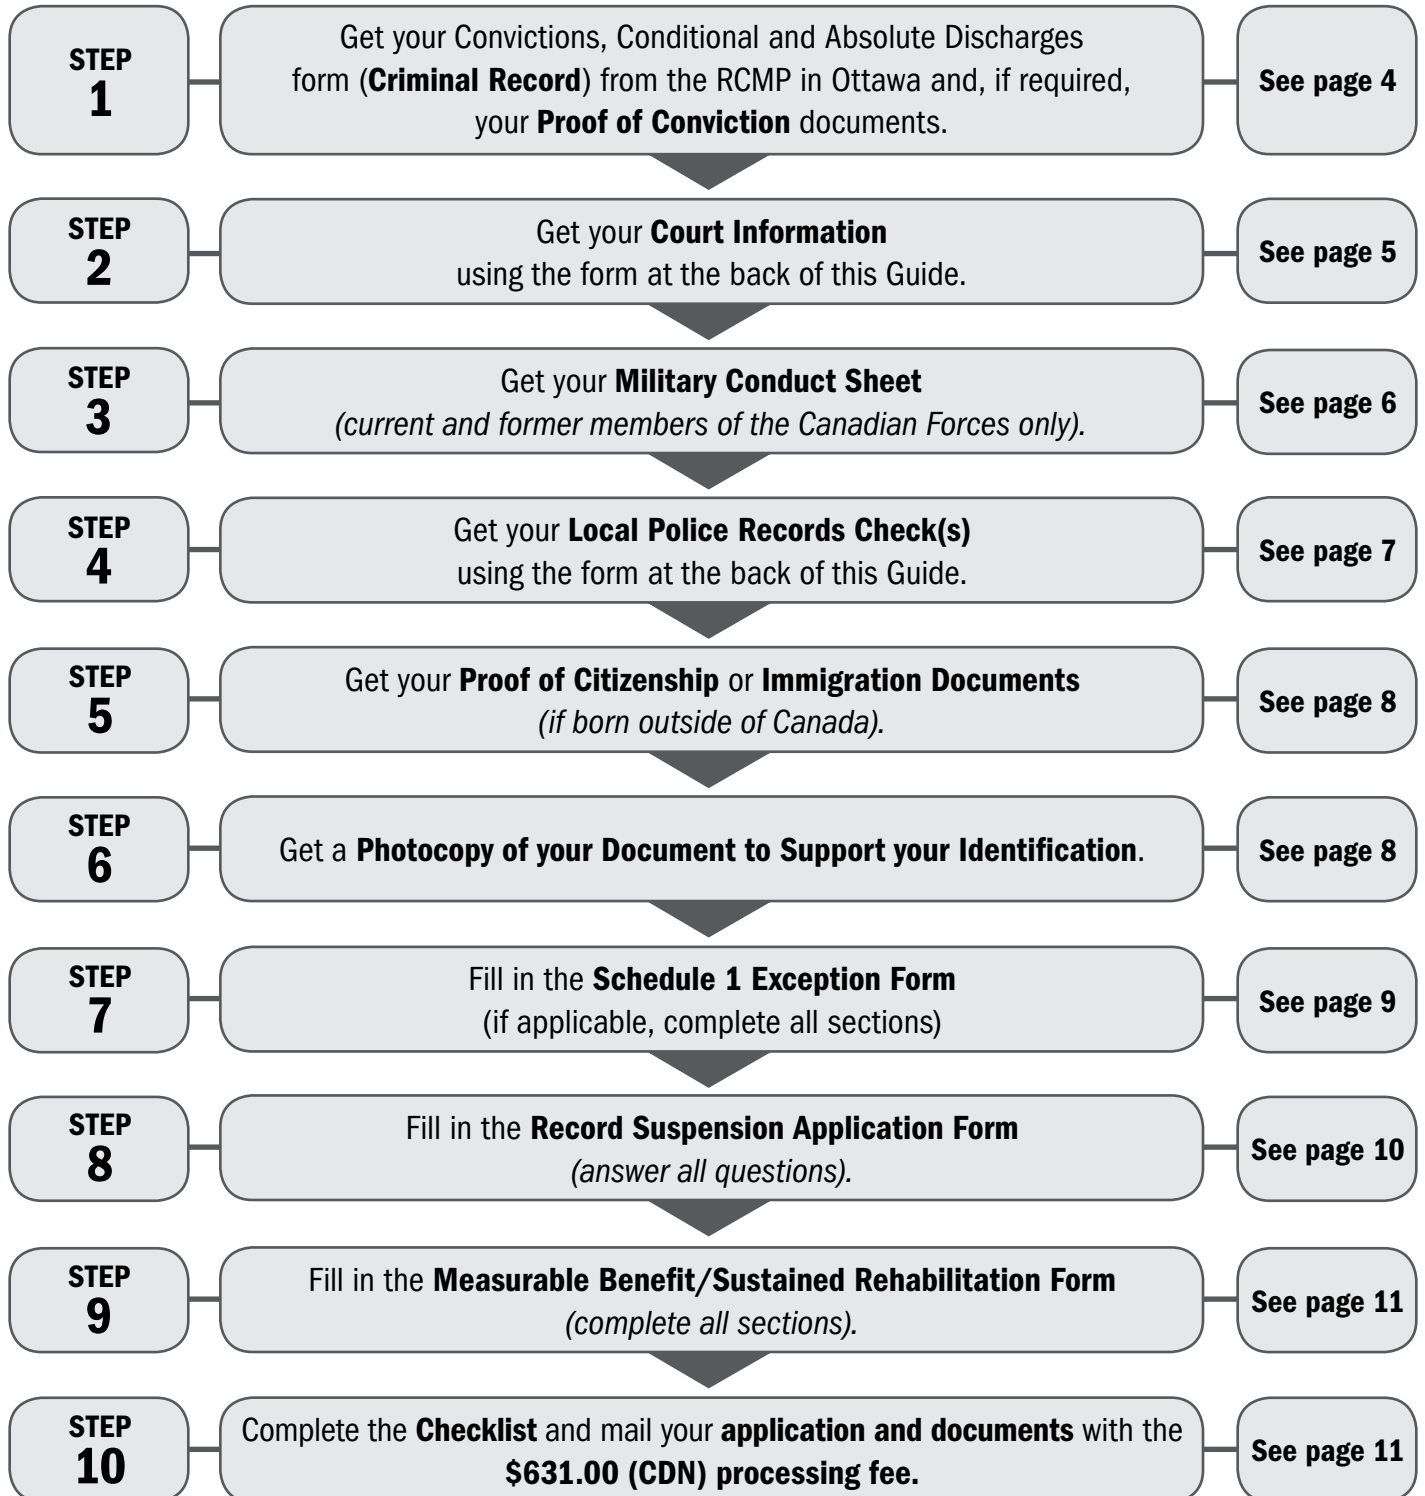 STEP
1
Get your Convictions, Conditional and Absolute Discharges
form (Criminal Record) from the RCMP in Ottawa and, if required,
your Proof of Conviction documents.
See page 4
STEP
2
Get your Court Information
using the form at the back of this Guide.
See page 5
STEP
3
Get your Military Conduct Sheet
(current and former members of the Canadian Forces only).
See page 6
STEP
4
Get your Local Police Records Check(s)
using the form at the back of this Guide.
See page 7
STEP
5
Get your Proof of Citizenship or Immigration Documents
(if born outside of Canada).
See page 8
STEP
6
Get a Photocopy of your Document to Support your Identification.
See page 8
STEP
7
Fill in the Schedule 1 Exception Form
(if applicable, complete all sections)
See page 9
STEP
8
Fill in the Record Suspension Application Form
(answer all questions).
See page 10
STEP
9
Fill in the Measurable Benefit/Sustained Rehabilitation Form
(complete all sections).
See page 11
STEP
10
Complete the Checklist and mail your application and documents with the
$631.00 (CDN) processing fee.
See page 11